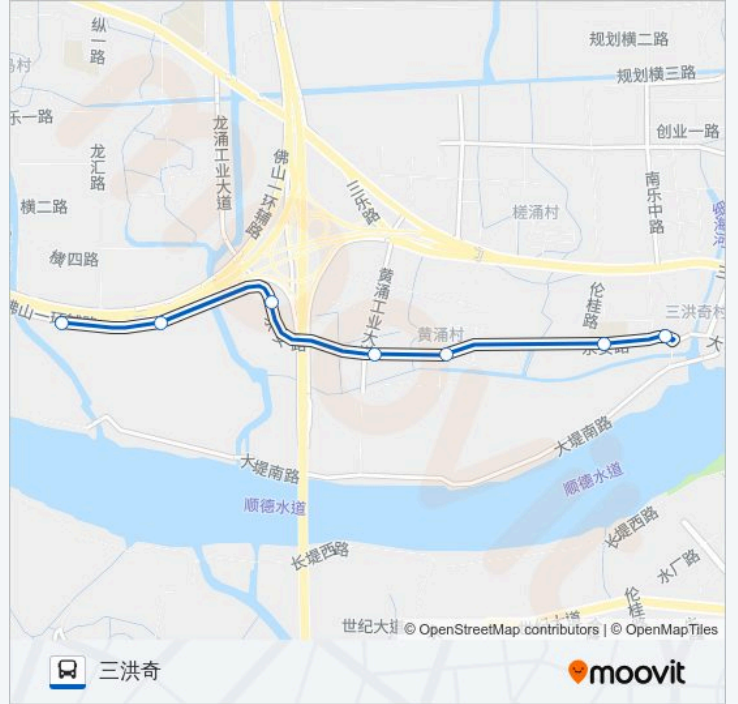 纵一路
规划横二路
马村
规划横三路
乐一路
龙涌工业大道
创业一路
龙汇路
佛山一环辅路
三乐路
南乐中路
横二路
槎涌村
横四路
黄涌工业大道
伦桂路
佛山一环辅路
三洪奇村
黄涌村
大堤南路
大堤南路
顺德水道
顺德水道
长堤西路
长堤西路
水厂路
伦桂
世纪大道
© OpenStreetMap contributors | © OpenMapTiles
三洪奇
moovit